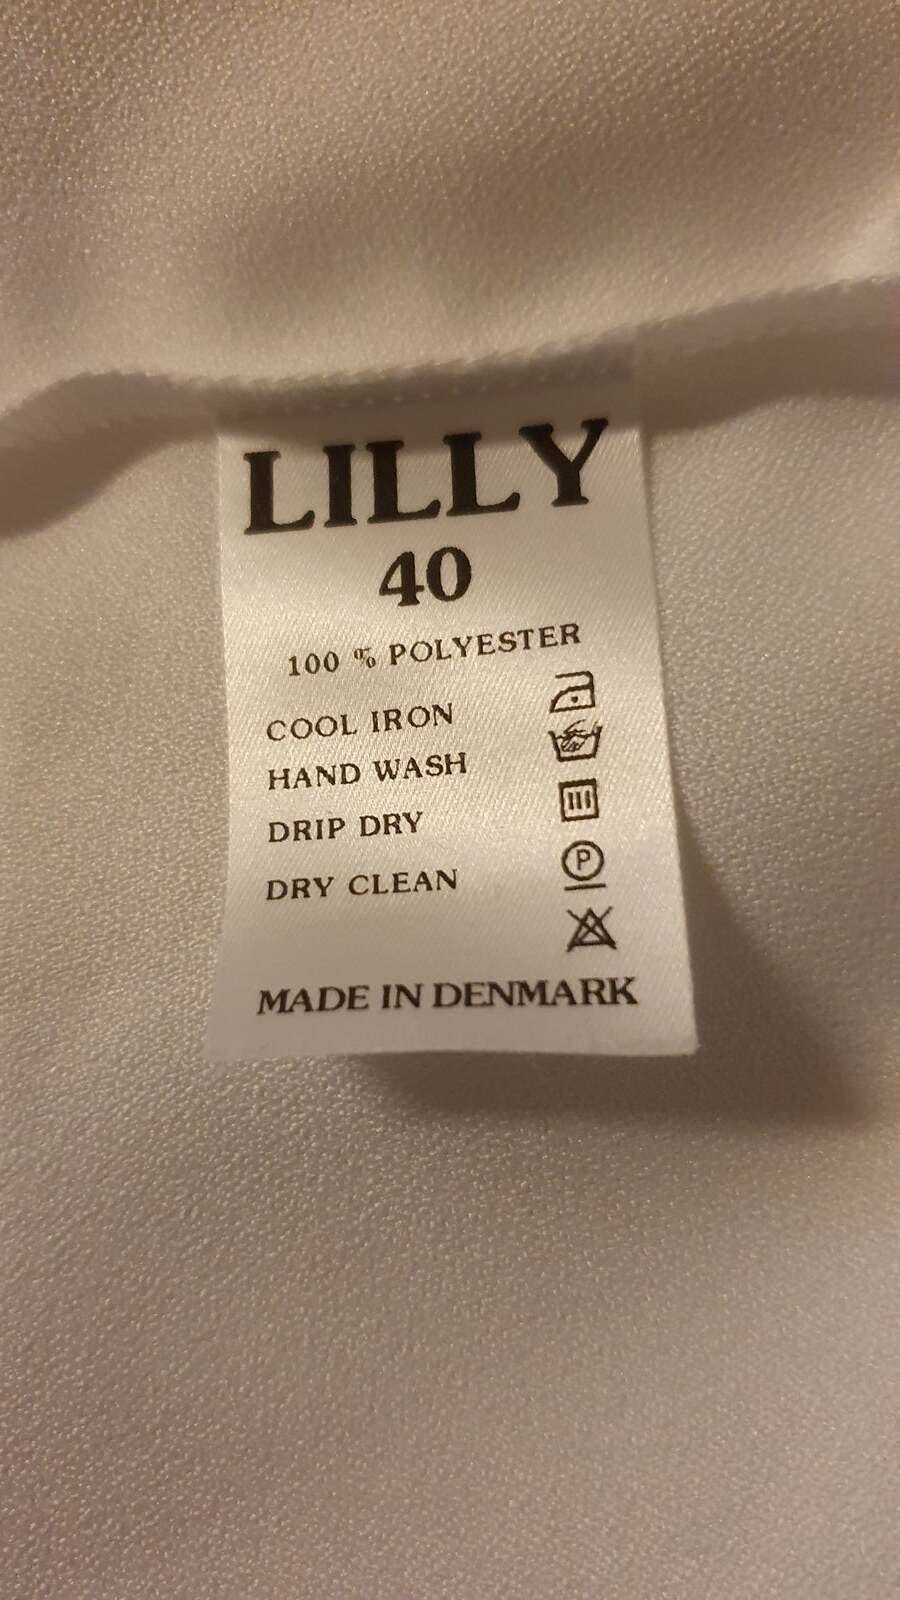 LILLY
40
100 % POLYESTER
COOL IRON
HAND WASH
DRIP DRY
P
DRY CLEAN
MADE IN DENMARK